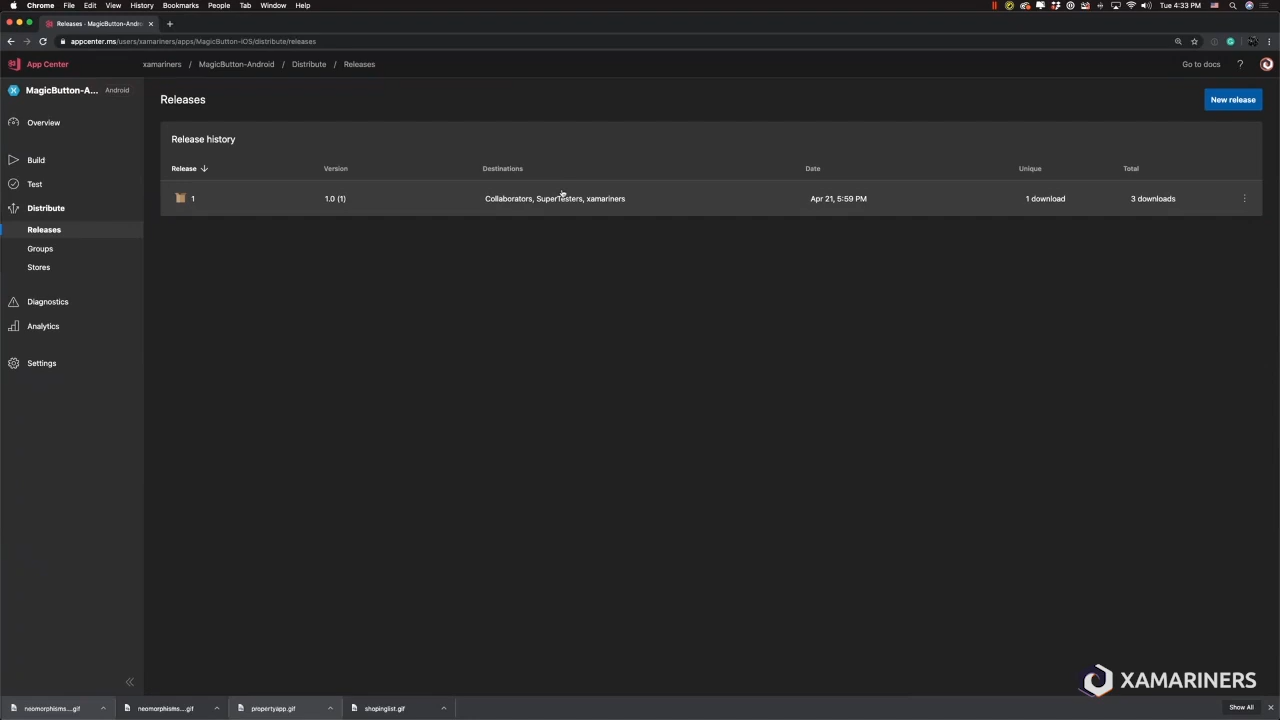 Chrome File Edit View History Bookmarks People Tab Window Help Tue 4:33 PM
Releases - MagicButton-Andr
appcenter.ms/users/xamariners/apps/MagicButton-iOS/distribute/releases
App Center xamariners / MagicButton-Android / Distribute / Releases Go to docs ?
MagicButton-A... Android
Releases
New release
Overview
Release history
Build
Release Version Destinations Date Unique Total
Test
1 1.0 (1) Collaborators, SuperTesters, xamariners Apr 21, 5:59 PM 1 download 3 downloads
Distribute
Releases
Groups
Stores
Diagnostics
Analytics
Settings
XAMARINERS
neomorphisms....gif neomorphisms....gif propertyapp.gif shopinglist.gif Show All